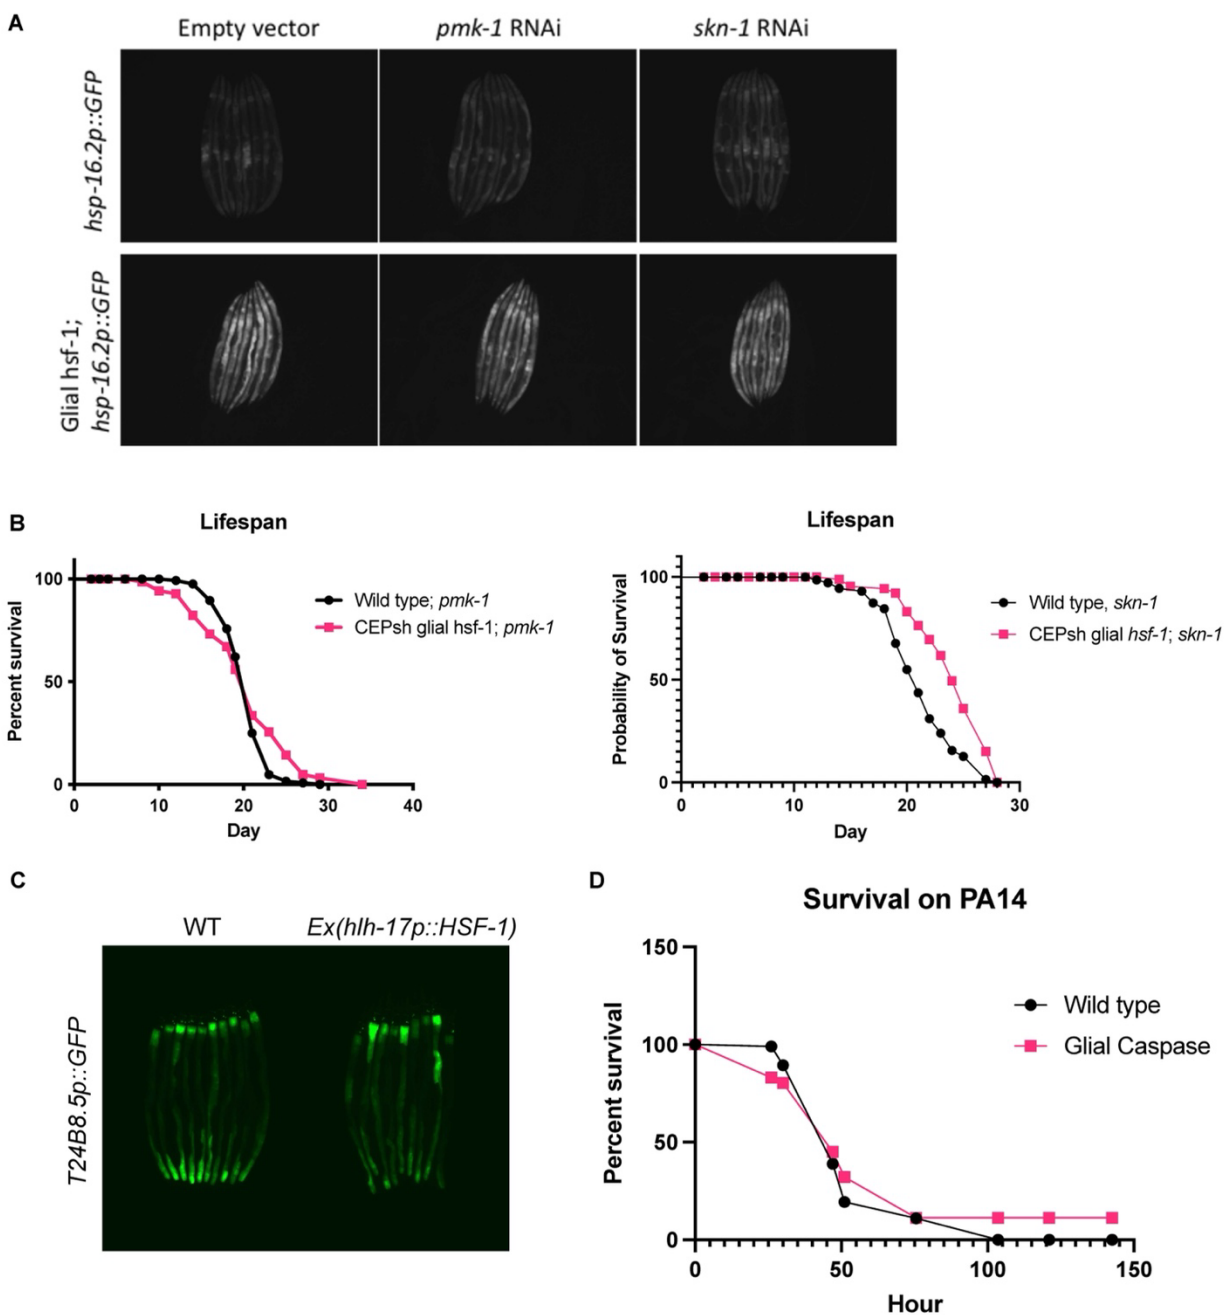 A
Empty vector
pmk-1 RNAi
skn-1 RNAi
hsp-16.2p::GFP
Glial hsf-1;
hsp-16.2p::GFP
B
Lifespan
Percent survival
100
50
0
0 10 20 30 40
Day
Wild type; pmk-1
CEPsh glial hsf-1; pmk-1
Lifespan
Probability of Survival
100
50
0
0 10 20 30
Day
Wild type, skn-1
CEPsh glial hsf-1; skn-1
C
WT
Ex(hlh-17p::HSF-1)
T24B8.5p::GFP
D
Survival on PA14
Percent survival
150
100
50
0
0 50 100 150
Hour
Wild type
Glial Caspase